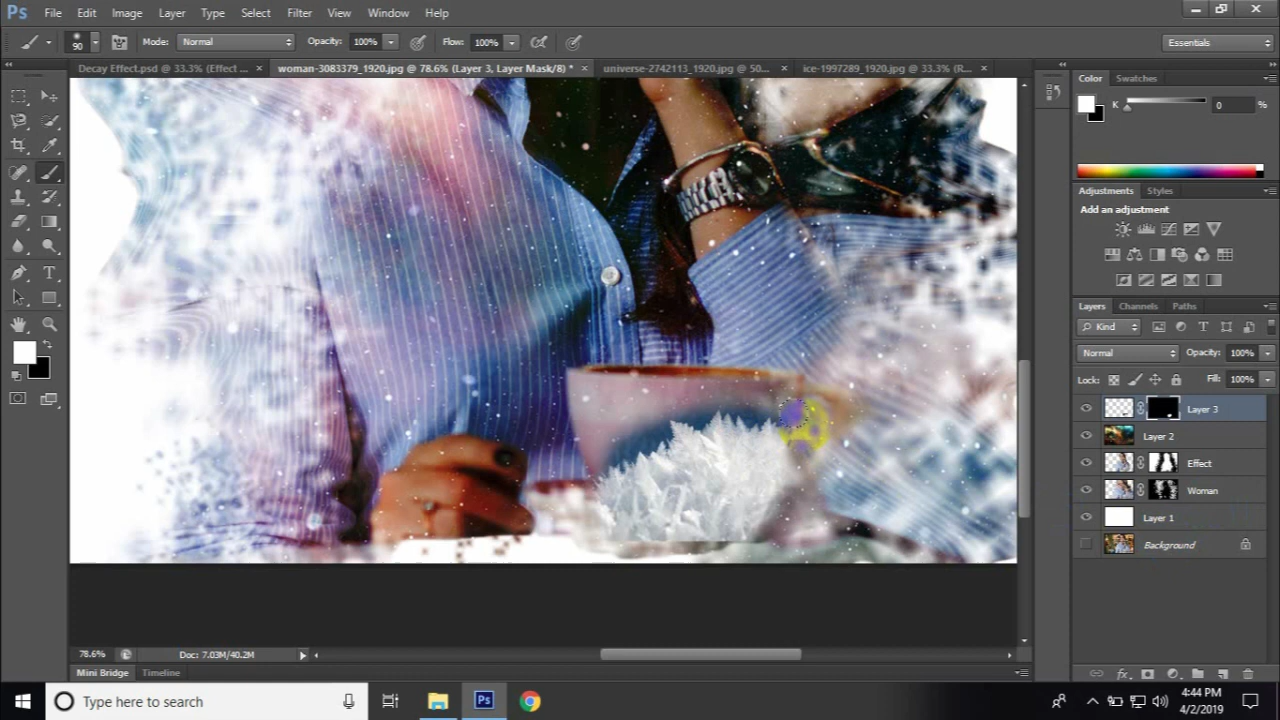 Ps File Edit Image Layer Type Select Filter View Window Help
90 Mode: Normal Opacity: 100% Flow: 100% Essentials
Decay Effect.psd @ 33.3% (Effect ... × woman-3083379_1920.jpg @ 78.6% (Layer 3, Layer Mask/8) * × universe-2742113_1920.jpg @ 50... × ice-1997289_1920.jpg @ 33.3% (R... ×
Color Swatches
K 0 %
Adjustments Styles
Add an adjustment
Layers Channels Paths
Kind
Normal Opacity: 100%
Lock: Fill: 100%
Layer 3
Layer 2
Effect
Woman
Layer 1
Background
78.6% Doc: 7.03M/40.2M
Mini Bridge Timeline
Type here to search
Ps
4:44 PM
4/2/2019